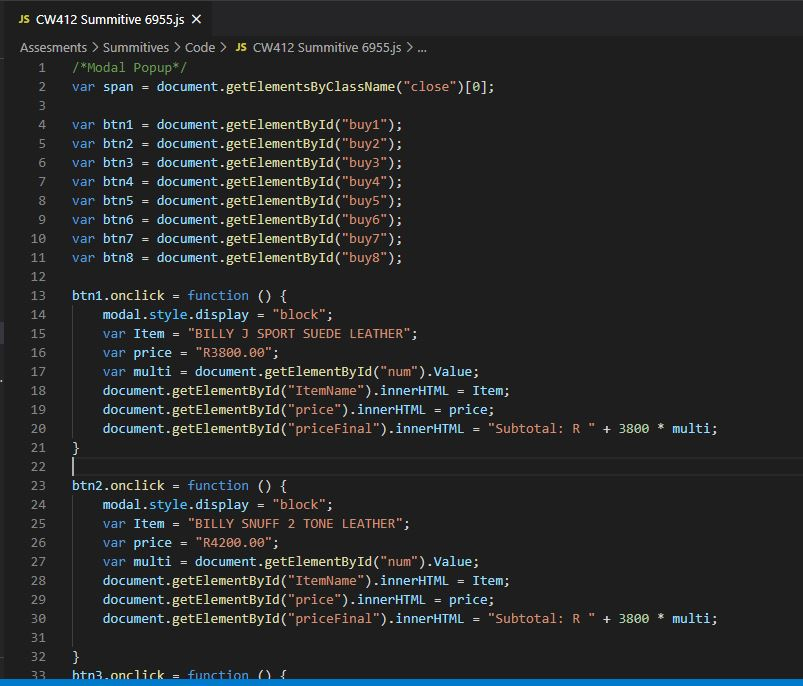 JS CW412 Summitive 6955.js ×
Assesments > Summitives > Code > JS CW412 Summitive 6955.js > ...
1 /*Modal Popup*/
2 var span = document.getElementsByClassName("close")[0];
3
4 var btn1 = document.getElementById("buy1");
5 var btn2 = document.getElementById("buy2");
6 var btn3 = document.getElementById("buy3");
7 var btn4 = document.getElementById("buy4");
8 var btn5 = document.getElementById("buy5");
9 var btn6 = document.getElementById("buy6");
10 var btn7 = document.getElementById("buy7");
11 var btn8 = document.getElementById("buy8");
12
13 btn1.onclick = function () {
14 modal.style.display = "block";
15 var Item = "BILLY J SPORT SUEDE LEATHER";
16 var price = "R3800.00";
17 var multi = document.getElementById("num").Value;
18 document.getElementById("ItemName").innerHTML = Item;
19 document.getElementById("price").innerHTML = price;
20 document.getElementById("priceFinal").innerHTML = "Subtotal: R " + 3800 * multi;
21 }
22
23 btn2.onclick = function () {
24 modal.style.display = "block";
25 var Item = "BILLY SNUFF 2 TONE LEATHER";
26 var price = "R4200.00";
27 var multi = document.getElementById("num").Value;
28 document.getElementById("ItemName").innerHTML = Item;
29 document.getElementById("price").innerHTML = price;
30 document.getElementById("priceFinal").innerHTML = "Subtotal: R " + 3800 * multi;
31
32 }
33 btn3.onclick = function () {